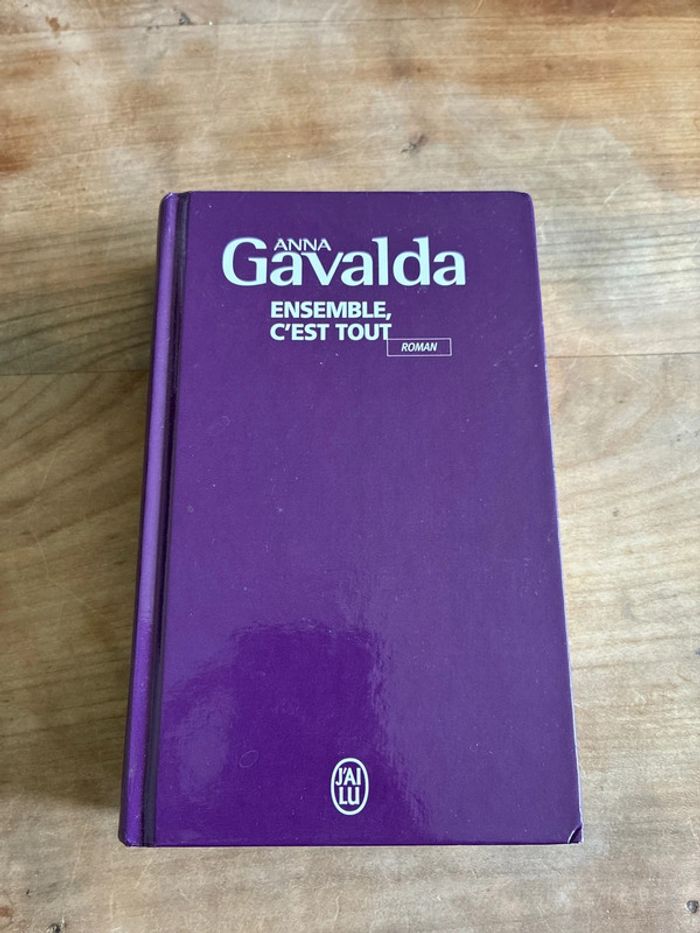 ANNA
Gavalda
ENSEMBLE,
C'EST TOUT
ROMAN
J'AI
LU